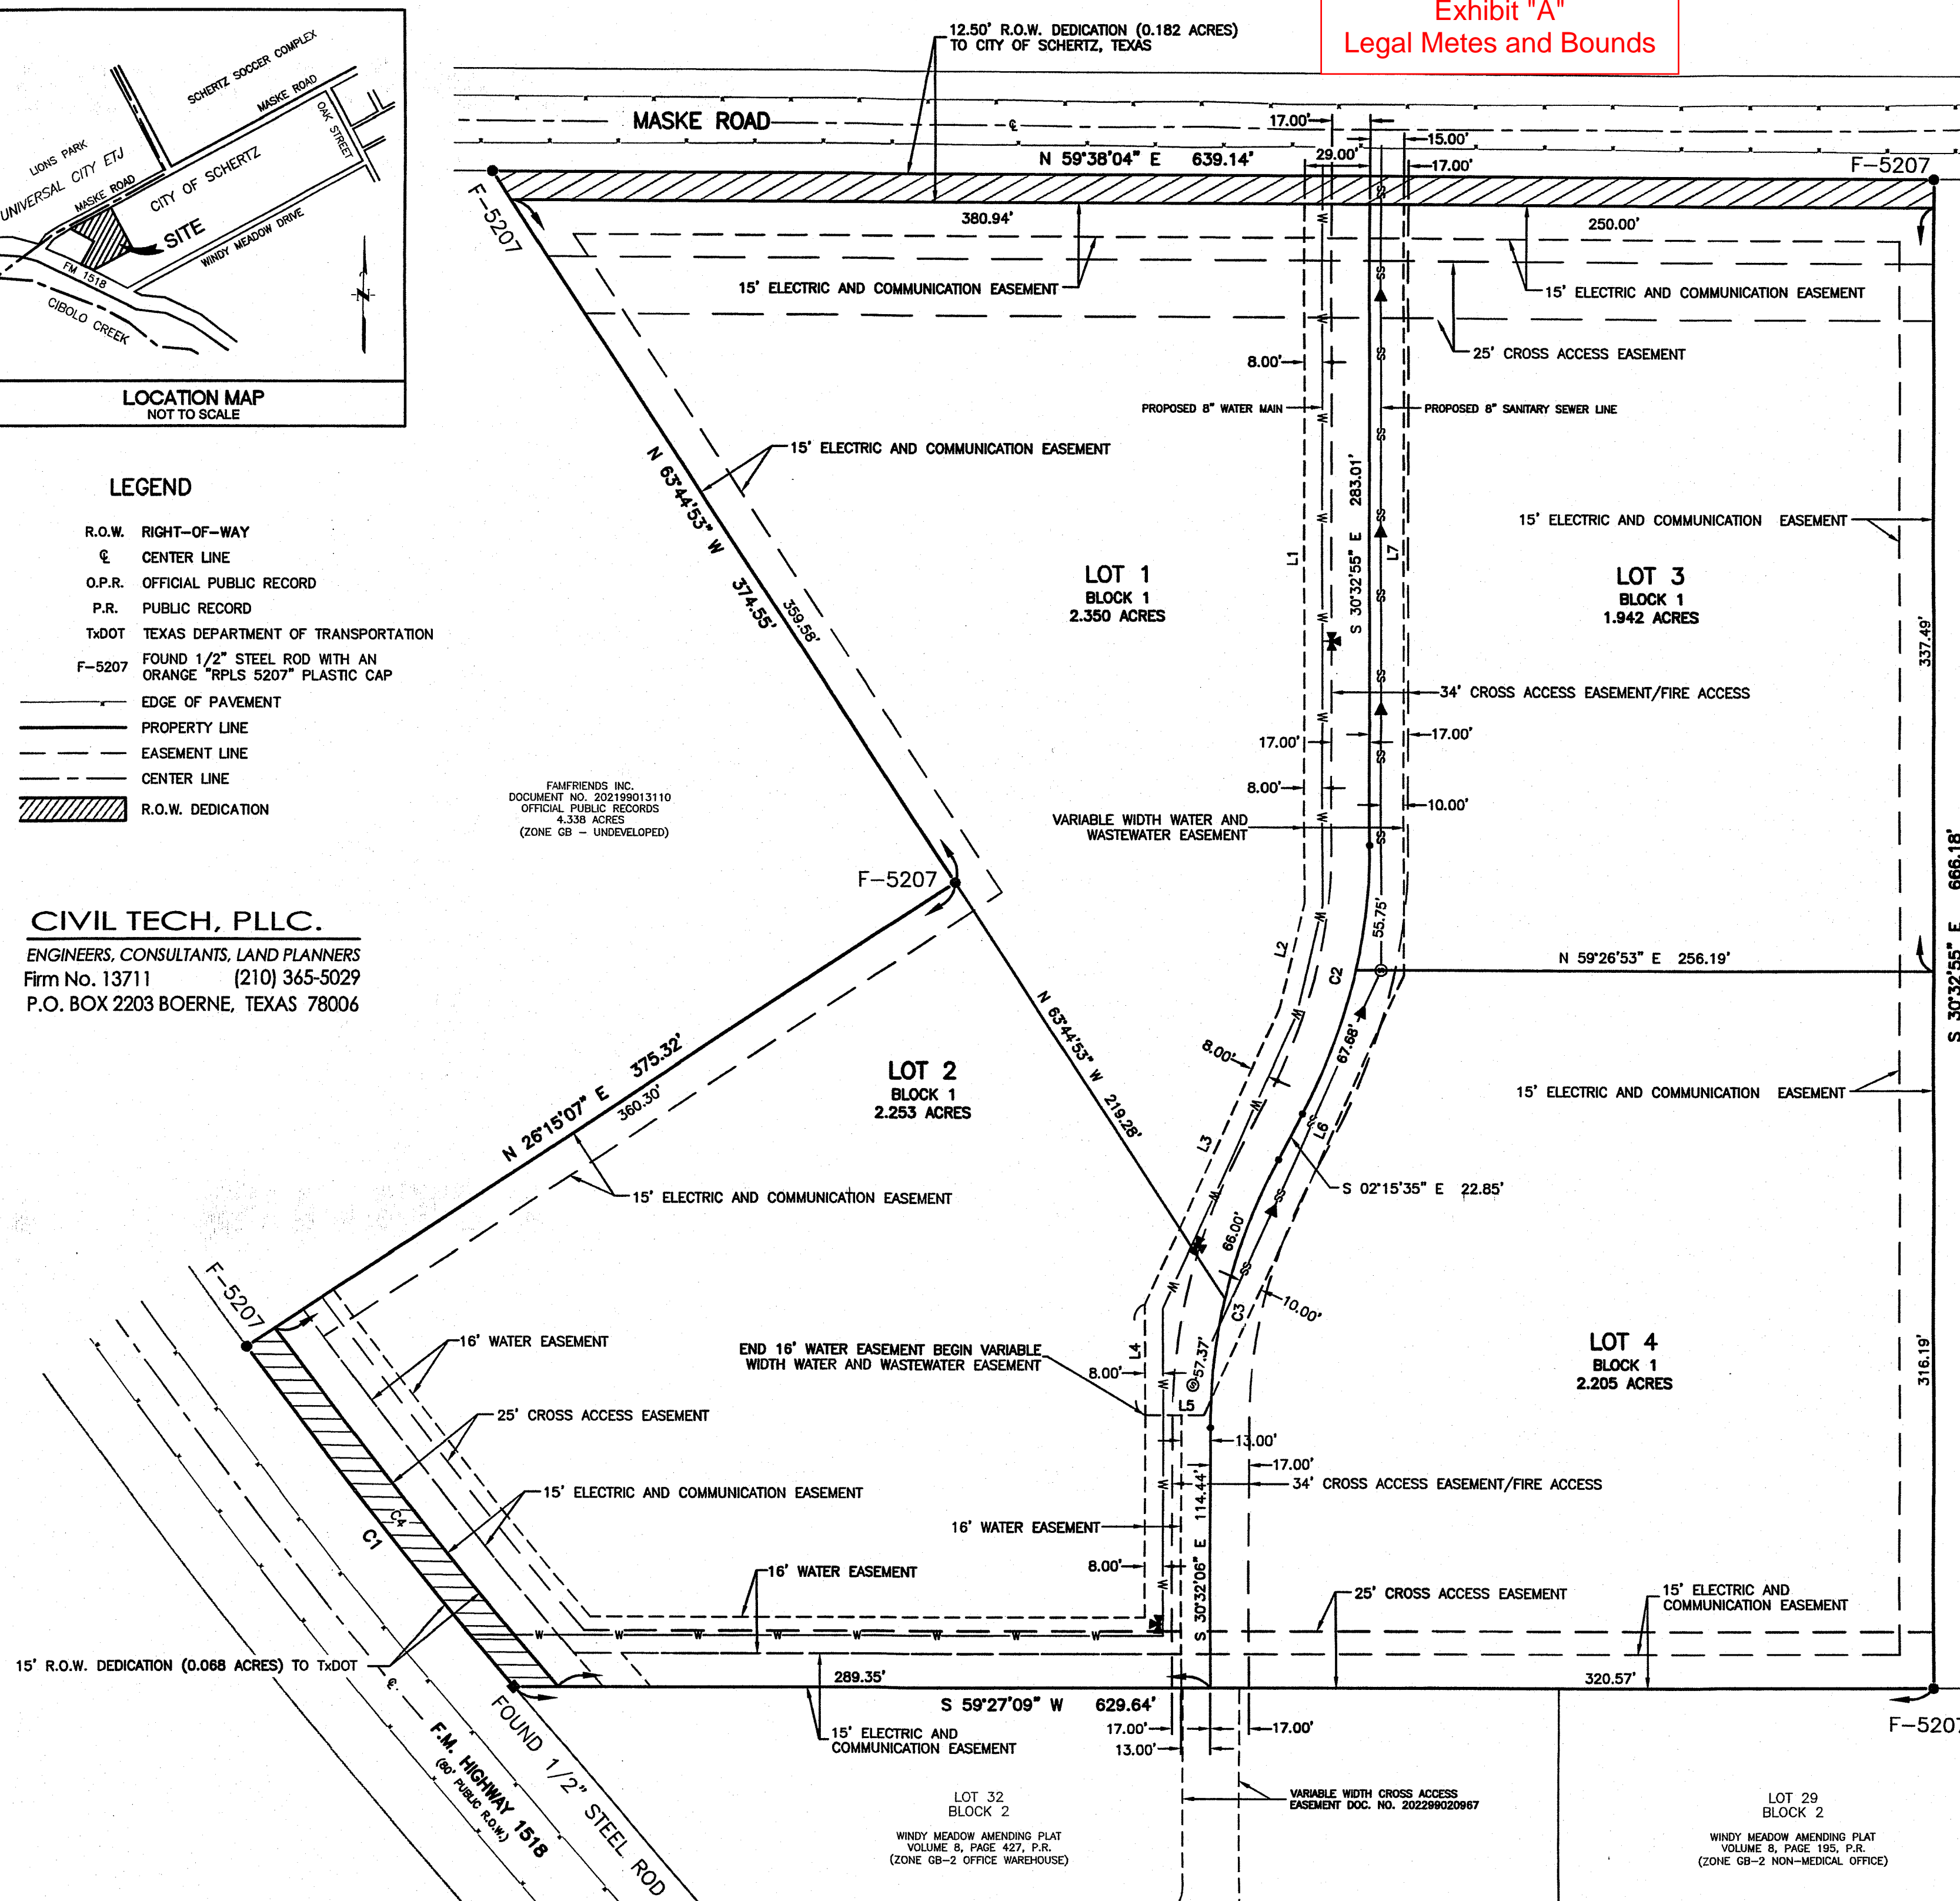 Exhibit "A"
Legal Metes and Bounds
12.50' R.O.W. DEDICATION (0.182 ACRES)
TO CITY OF SCHERTZ, TEXAS
SCHERTZ SOCCER COMPLEX
MASKE ROAD
OAK STREET
LIONS PARK
UNIVERSAL CITY ETJ
MASKE ROAD
CITY OF SCHERTZ
SITE
WINDY MEADOW DRIVE
FM 1518
CIBOLO CREEK
-N-
LOCATION MAP
NOT TO SCALE
MASKE ROAD
N 59°38'04" E 639.14'
17.00'
15.00'
29.00'
17.00'
F-5207
F-5207
380.94'
250.00'
15' ELECTRIC AND COMMUNICATION EASEMENT
15' ELECTRIC AND COMMUNICATION EASEMENT
25' CROSS ACCESS EASEMENT
8.00'
PROPOSED 8" WATER MAIN
PROPOSED 8" SANITARY SEWER LINE
15' ELECTRIC AND COMMUNICATION EASEMENT
N 63°44'53" W 374.55'
359.58'
S 30°32'55" E 283.01'
L1
L7
15' ELECTRIC AND COMMUNICATION EASEMENT
LEGEND
R.O.W. RIGHT-OF-WAY
℄ CENTER LINE
O.P.R. OFFICIAL PUBLIC RECORD
P.R. PUBLIC RECORD
TxDOT TEXAS DEPARTMENT OF TRANSPORTATION
F-5207 FOUND 1/2" STEEL ROD WITH AN
ORANGE "RPLS 5207" PLASTIC CAP
EDGE OF PAVEMENT
PROPERTY LINE
EASEMENT LINE
CENTER LINE
R.O.W. DEDICATION
LOT 1
BLOCK 1
2.350 ACRES
LOT 3
BLOCK 1
1.942 ACRES
337.49'
34' CROSS ACCESS EASEMENT/FIRE ACCESS
17.00'
17.00'
8.00'
10.00'
VARIABLE WIDTH WATER AND
WASTEWATER EASEMENT
FAMFRIENDS INC.
DOCUMENT NO. 202199013110
OFFICIAL PUBLIC RECORDS
4.338 ACRES
(ZONE GB - UNDEVELOPED)
F-5207
S 30°32'55" E 666.18'
CIVIL TECH, PLLC.
ENGINEERS, CONSULTANTS, LAND PLANNERS
Firm No. 13711 (210) 365-5029
P.O. BOX 2203 BOERNE, TEXAS 78006
L2
C2
55.75'
N 59°26'53" E 256.19'
N 63°44'53" W 219.28'
67.68'
8.00'
L3
L6
S 02°15'35" E 22.85'
66.00'
15' ELECTRIC AND COMMUNICATION EASEMENT
N 26°15'07" E 375.32'
360.30'
LOT 2
BLOCK 1
2.253 ACRES
15' ELECTRIC AND COMMUNICATION EASEMENT
F-5207
16' WATER EASEMENT
END 16' WATER EASEMENT BEGIN VARIABLE
WIDTH WATER AND WASTEWATER EASEMENT
L4
8.00'
57.37'
C3
10.00'
L5
LOT 4
BLOCK 1
2.205 ACRES
316.19'
25' CROSS ACCESS EASEMENT
13.00'
17.00'
34' CROSS ACCESS EASEMENT/FIRE ACCESS
15' ELECTRIC AND COMMUNICATION EASEMENT
C4
C1
16' WATER EASEMENT
8.00'
S 30°32'06" E 114.44'
16' WATER EASEMENT
25' CROSS ACCESS EASEMENT
15' ELECTRIC AND
COMMUNICATION EASEMENT
15' R.O.W. DEDICATION (0.068 ACRES) TO TxDOT
289.35'
320.57'
S 59°27'09" W 629.64'
F-5207
15' ELECTRIC AND
COMMUNICATION EASEMENT
17.00'
17.00'
13.00'
F.M. HIGHWAY 1518
(80' PUBLIC R.O.W.)
FOUND 1/2" STEEL ROD
VARIABLE WIDTH CROSS ACCESS
EASEMENT DOC. NO. 202299020967
LOT 32
BLOCK 2
WINDY MEADOW AMENDING PLAT
VOLUME 8, PAGE 427, P.R.
(ZONE GB-2 OFFICE WAREHOUSE)
LOT 29
BLOCK 2
WINDY MEADOW AMENDING PLAT
VOLUME 8, PAGE 195, P.R.
(ZONE GB-2 NON-MEDICAL OFFICE)